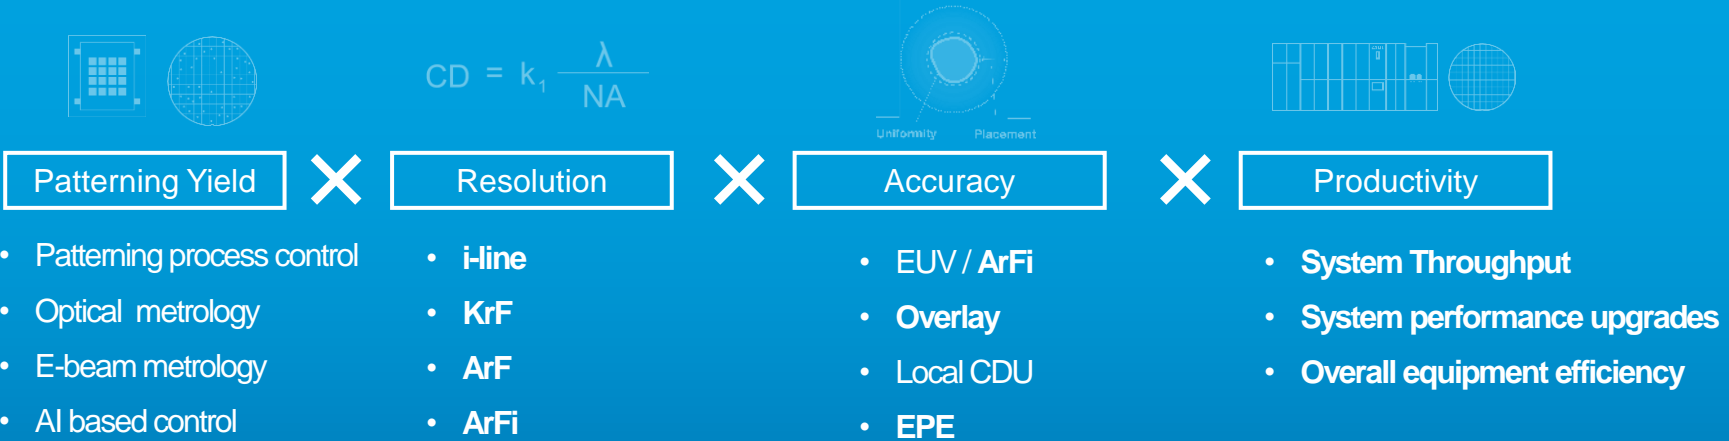 CD = k₁ λ / NA
Uniformity Placement
Patterning Yield × Resolution × Accuracy × Productivity
• Patterning process control
• Optical metrology
• E-beam metrology
• AI based control
• i-line
• KrF
• ArF
• ArFi
• EUV / ArFi
• Overlay
• Local CDU
• EPE
• System Throughput
• System performance upgrades
• Overall equipment efficiency